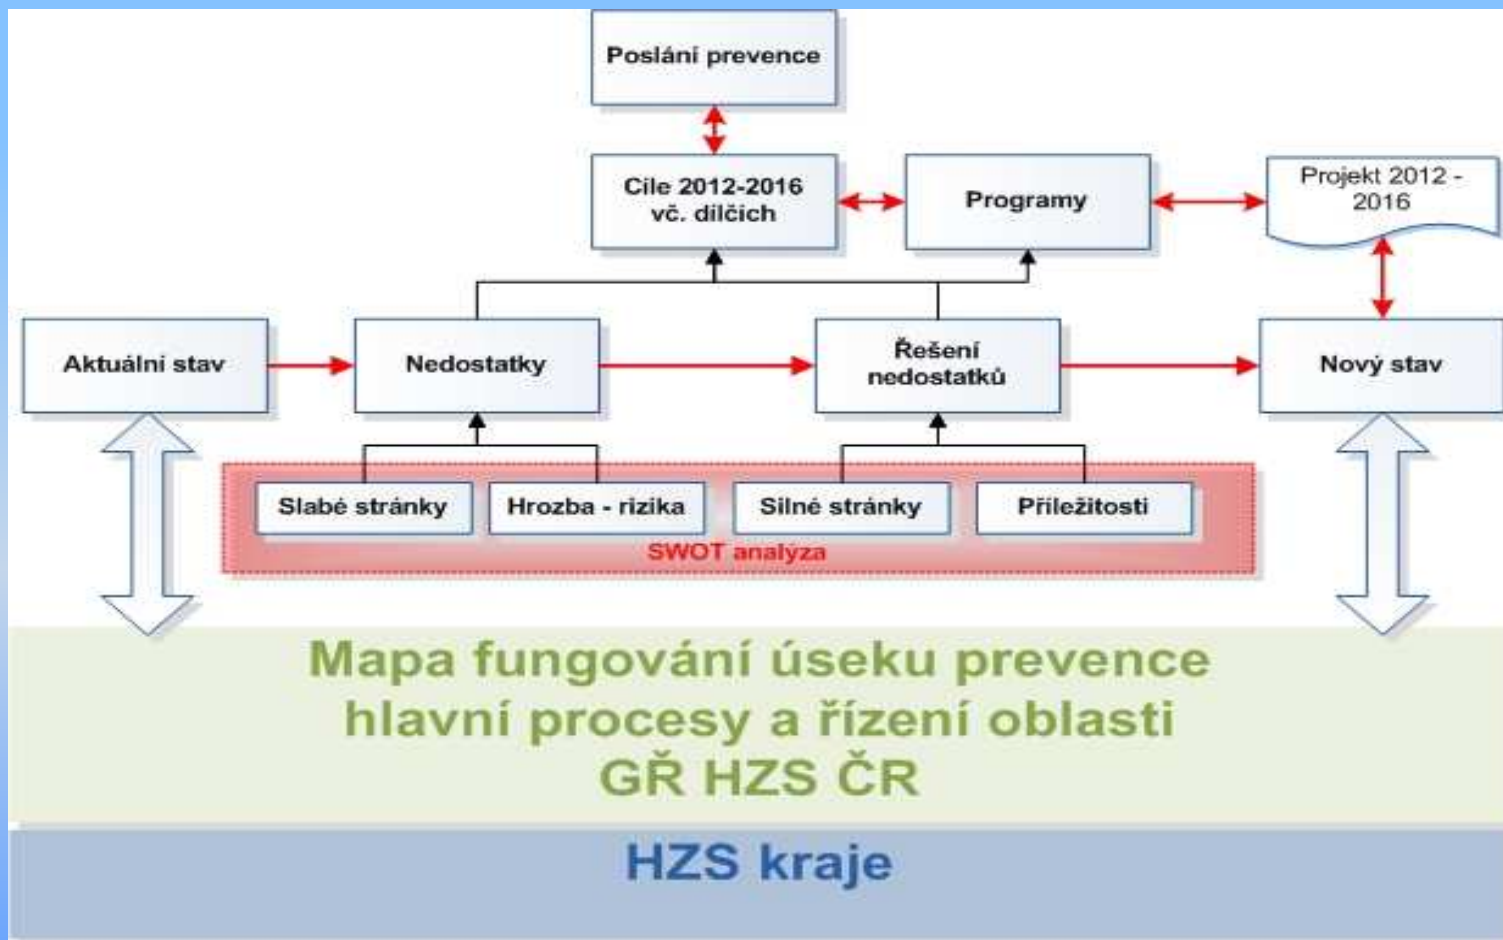 Poslání prevence
Cíle 2012-2016
vč. dílčích
Programy
Projekt 2012 -
2016
Aktuální stav
Nedostatky
Řešení
nedostatků
Nový stav
Slabé stránky
Hrozba - rizika
Silné stránky
Příležitosti
SWOT analýza
Mapa fungování úseku prevence
hlavní procesy a řízení oblasti
GŘ HZS ČR
HZS kraje